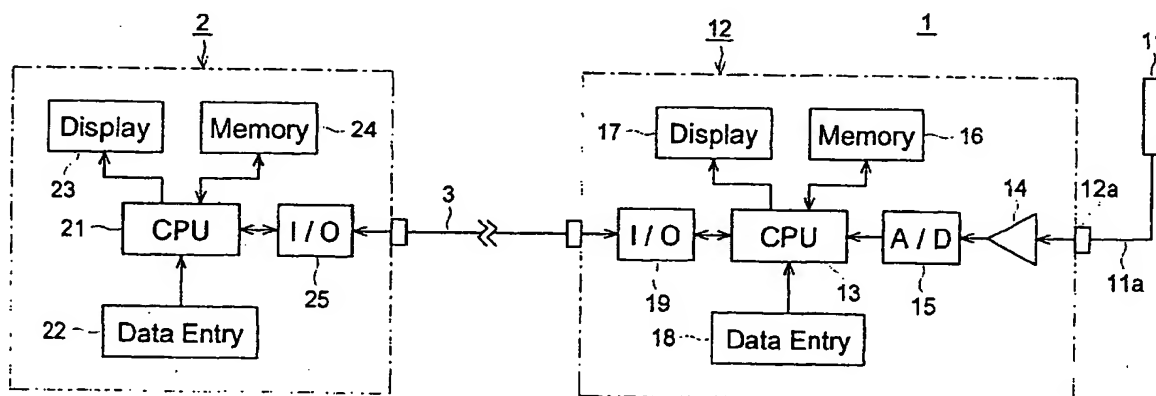 2
Display
Memory
24
23
21
CPU
I / O
25
22
Data Entry
3
12
1
11
17
Display
Memory
16
14
12a
I / O
CPU
A / D
19
13
15
11a
18
Data Entry